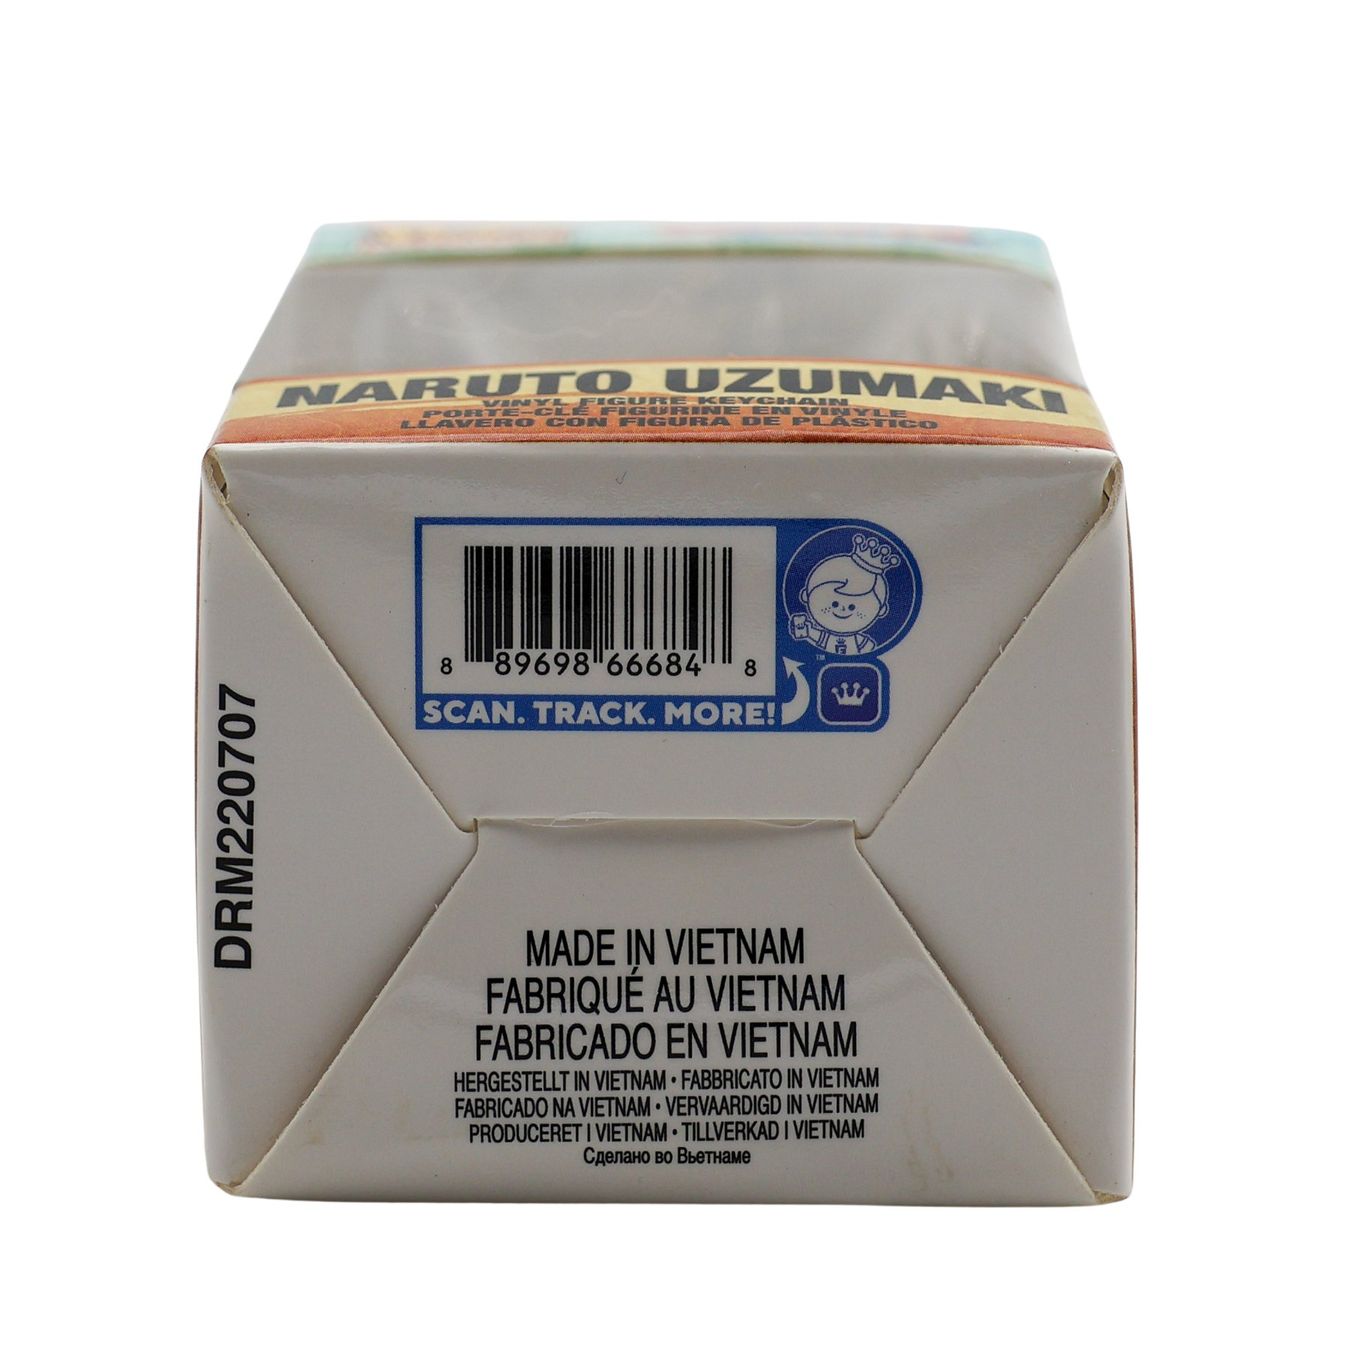 NARUTO UZUMAKI
VINYL FIGURE KEYCHAIN
PORTE-CLÉ FIGURINE EN VINYLE
LLAVERO CON FIGURA DE PLÁSTICO
8 89698 66684 8
SCAN. TRACK. MORE!
TM
DRM220707
MADE IN VIETNAM
FABRIQUÉ AU VIETNAM
FABRICADO EN VIETNAM
HERGESTELLT IN VIETNAM • FABBRICATO IN VIETNAM
FABRICADO NA VIETNAM • VERVAARDIGD IN VIETNAM
PRODUCERET I VIETNAM • TILLVERKAD I VIETNAM
Сделано во Вьетнаме